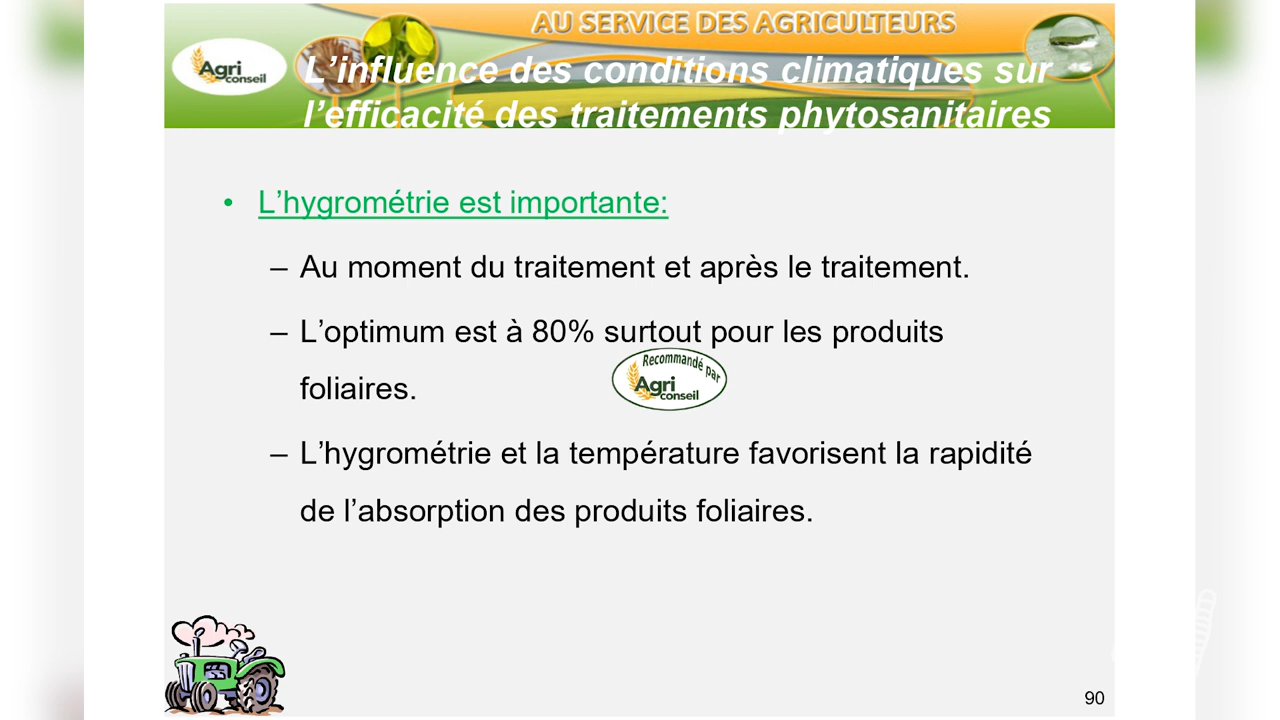 AU SERVICE DES AGRICULTEURS
Agri
conseil
L’influence des conditions climatiques sur
l’efficacité des traitements phytosanitaires
• L’hygrométrie est importante:
– Au moment du traitement et après le traitement.
– L’optimum est à 80% surtout pour les produits
foliaires.
Recommandé par
Agri
conseil
– L’hygrométrie et la température favorisent la rapidité
de l’absorption des produits foliaires.
90